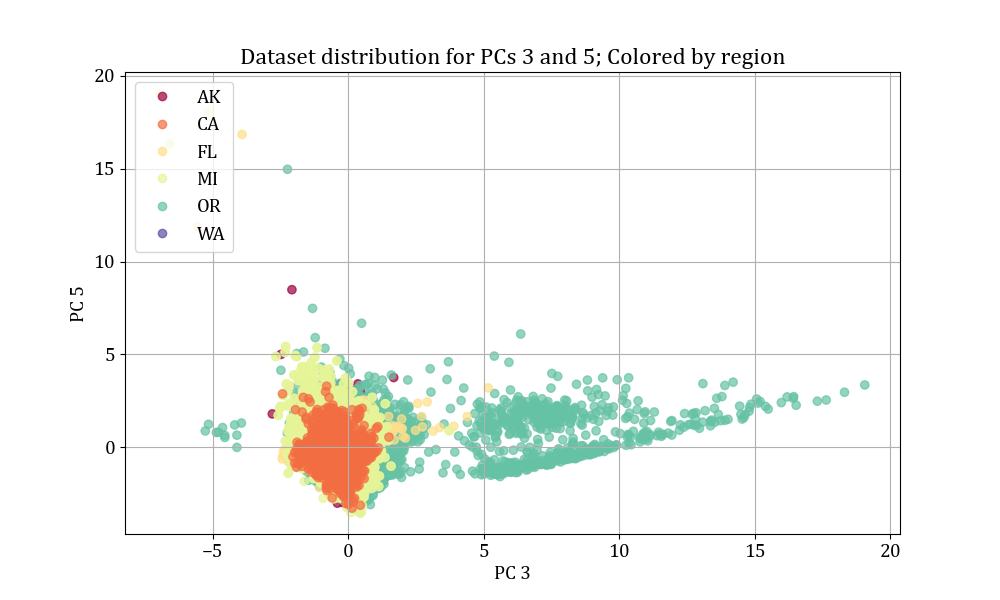 Dataset distribution for PCs 3 and 5; Colored by region
20
15
10
5
0
PC 5
AK
CA
FL
MI
OR
WA
−5
0
5
10
15
20
PC 3